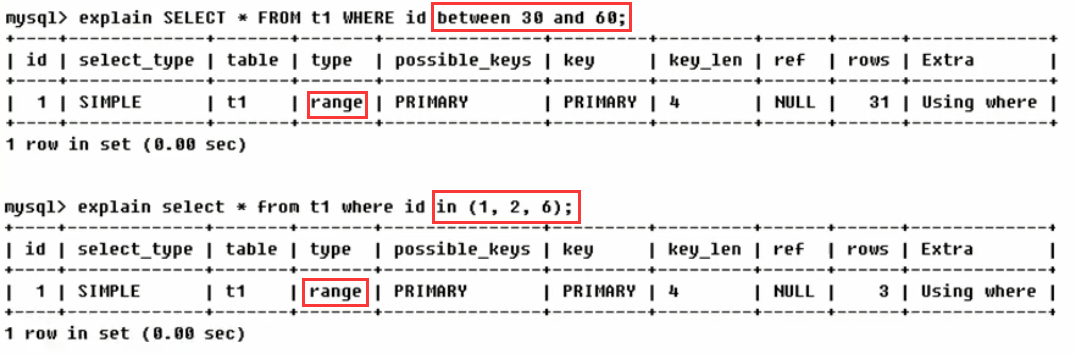 mysql> explain SELECT * FROM t1 WHERE id between 30 and 60;
+----+-------------+-------+-------+---------------+---------+---------+------+------+-------------+
| id | select_type | table | type | possible_keys | key | key_len | ref | rows | Extra |
+----+-------------+-------+-------+---------------+---------+---------+------+------+-------------+
| 1 | SIMPLE | t1 | range | PRIMARY | PRIMARY | 4 | NULL | 31 | Using where |
+----+-------------+-------+-------+---------------+---------+---------+------+------+-------------+
1 row in set (0.00 sec)
mysql> explain select * from t1 where id in (1, 2, 6);
+----+-------------+-------+-------+---------------+---------+---------+------+------+-------------+
| id | select_type | table | type | possible_keys | key | key_len | ref | rows | Extra |
+----+-------------+-------+-------+---------------+---------+---------+------+------+-------------+
| 1 | SIMPLE | t1 | range | PRIMARY | PRIMARY | 4 | NULL | 3 | Using where |
+----+-------------+-------+-------+---------------+---------+---------+------+------+-------------+
1 row in set (0.00 sec)